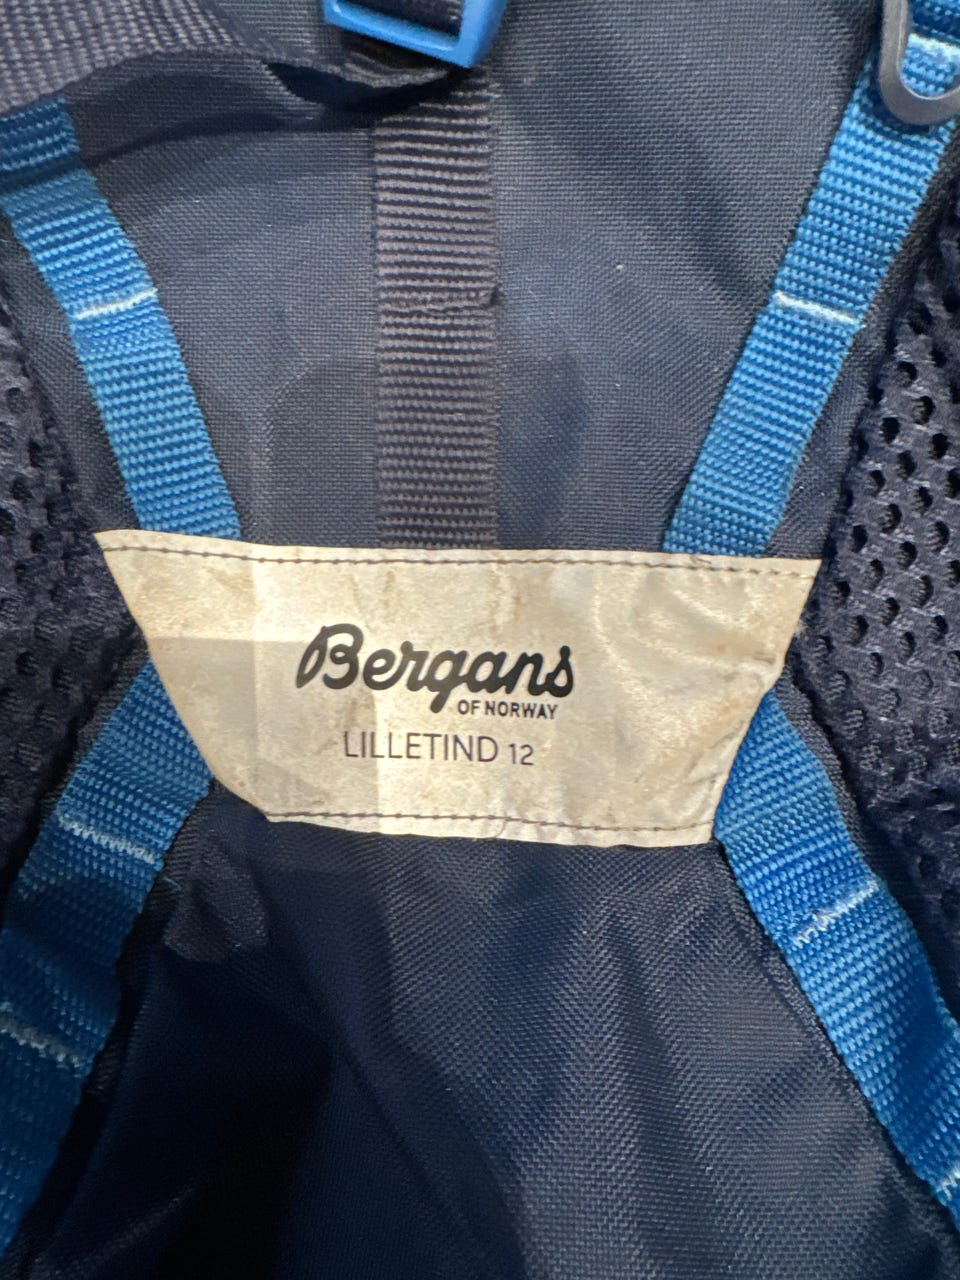 Bergans
OF NORWAY
LILLETIND 12